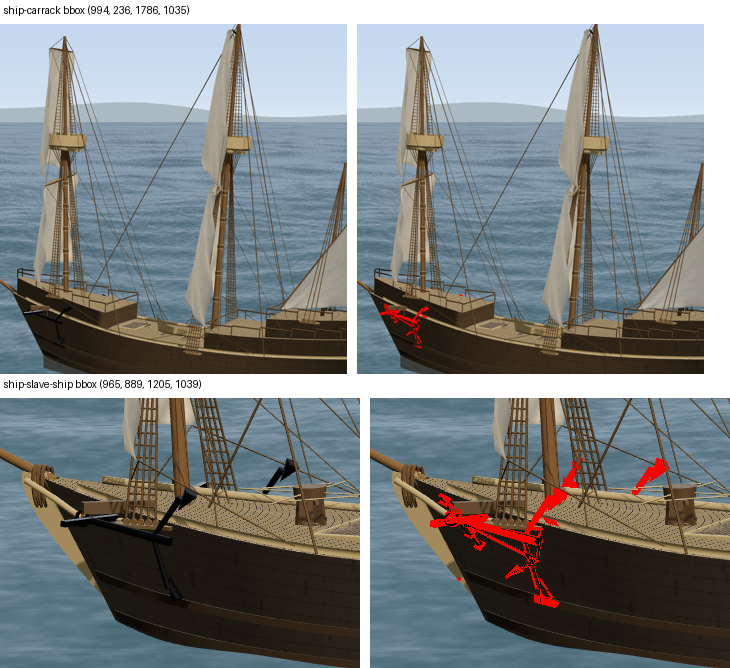 ship-carrack bbox (994, 236, 1786, 1035)
ship-slave-ship bbox (965, 889, 1205, 1039)